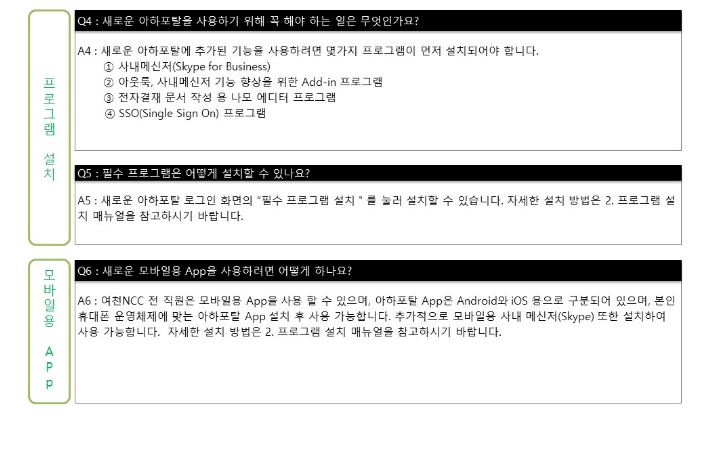 프로그램 설치
Q4 : 새로운 아하포탈을 사용하기 위해 꼭 해야 하는 일은 무엇인가요?
A4 : 새로운 아하포탈에 추가된 기능을 사용하려면 몇가지 프로그램이 먼저 설치되어야 합니다.
① 사내메신저(Skype for Business)
② 아웃룩, 사내메신저 기능 향상을 위한 Add-in 프로그램
③ 전자결재 문서 작성 용 나모 에디터 프로그램
④ SSO(Single Sign On) 프로그램
Q5 : 필수 프로그램은 어떻게 설치할 수 있나요?
A5 : 새로운 아하포탈 로그인 화면의 "필수 프로그램 설치 " 를 눌러 설치할 수 있습니다. 자세한 설치 방법은 2. 프로그램 설
치 매뉴얼을 참고하시기 바랍니다.
모바일용 APp
Q6 : 새로운 모바일용 App을 사용하려면 어떻게 하나요?
A6 : 여천NCC 전 직원은 모바일용 App을 사용 할 수 있으며, 아하포탈 App은 Android와 iOS 용으로 구분되어 있으며, 본인
휴대폰 운영체제에 맞는 아하포탈 App 설치 후 사용 가능합니다. 추가적으로 모바일용 사내 메신저(Skype) 또한 설치하여
사용 가능합니다. 자세한 설치 방법은 2. 프로그램 설치 매뉴얼을 참고하시기 바랍니다.